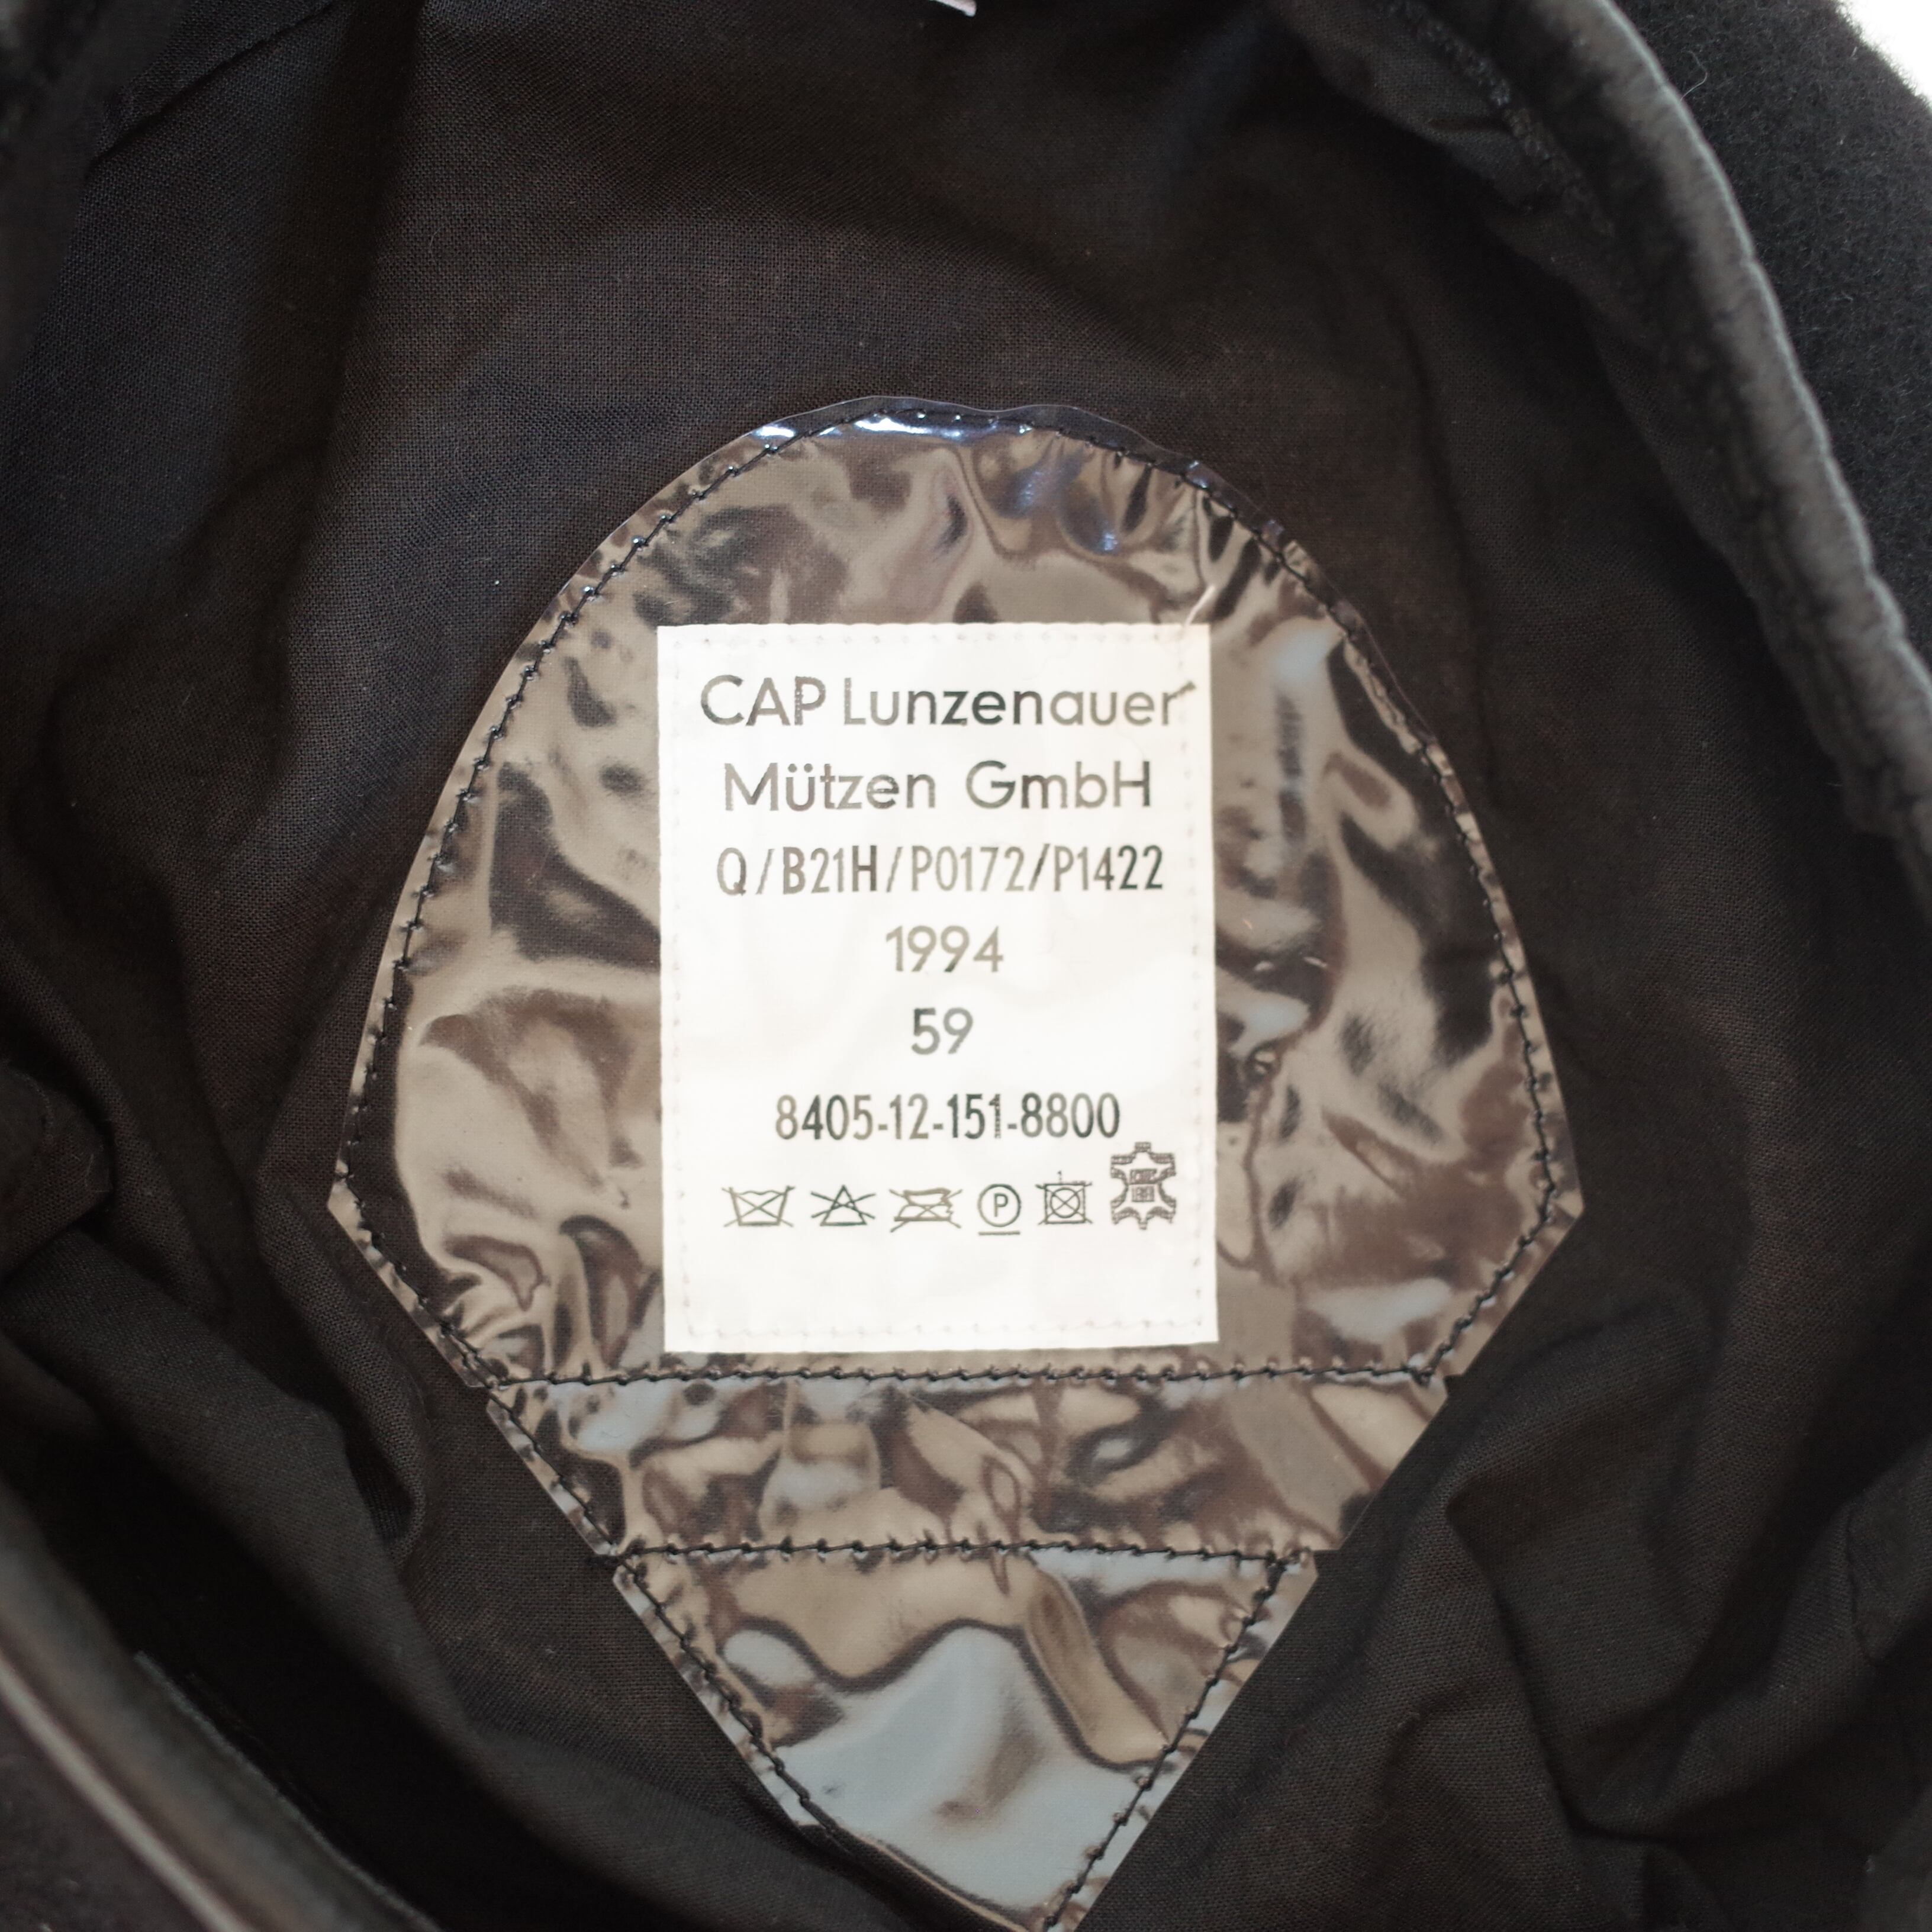 CAP Lunzenauer
Mützen GmbH
Q/B21H/P0172/P1422
1994
59
8405-12-151-8800
P